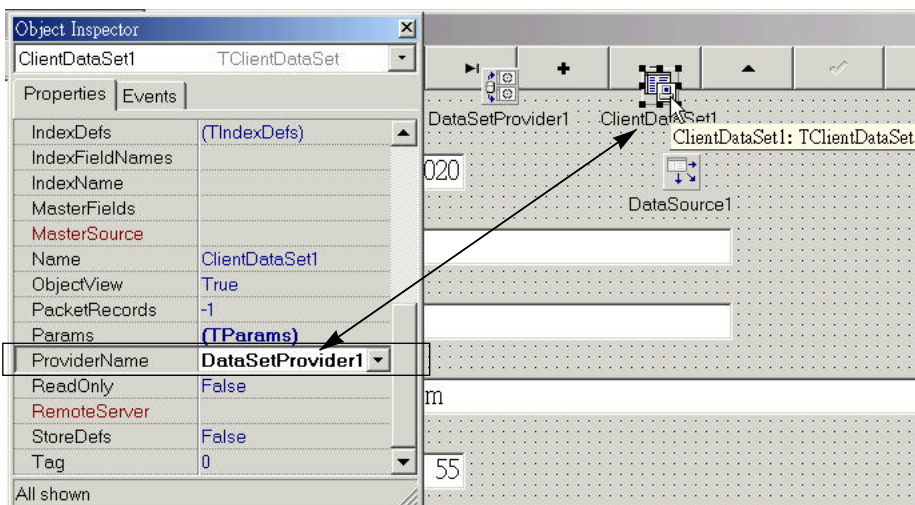 Object Inspector
ClientDataSet1 TClientDataSet
Properties Events
IndexDefs (TIndexDefs)
IndexFieldNames
IndexName
MasterFields
MasterSource
Name ClientDataSet1
ObjectView True
PacketRecords -1
Params (TParams)
ProviderName DataSetProvider1
ReadOnly False
RemoteServer
StoreDefs False
Tag 0
All shown
DataSetProvider1 ClientDataSet1
ClientDataSet1: TClientDataSet
020
DataSource1
m
55